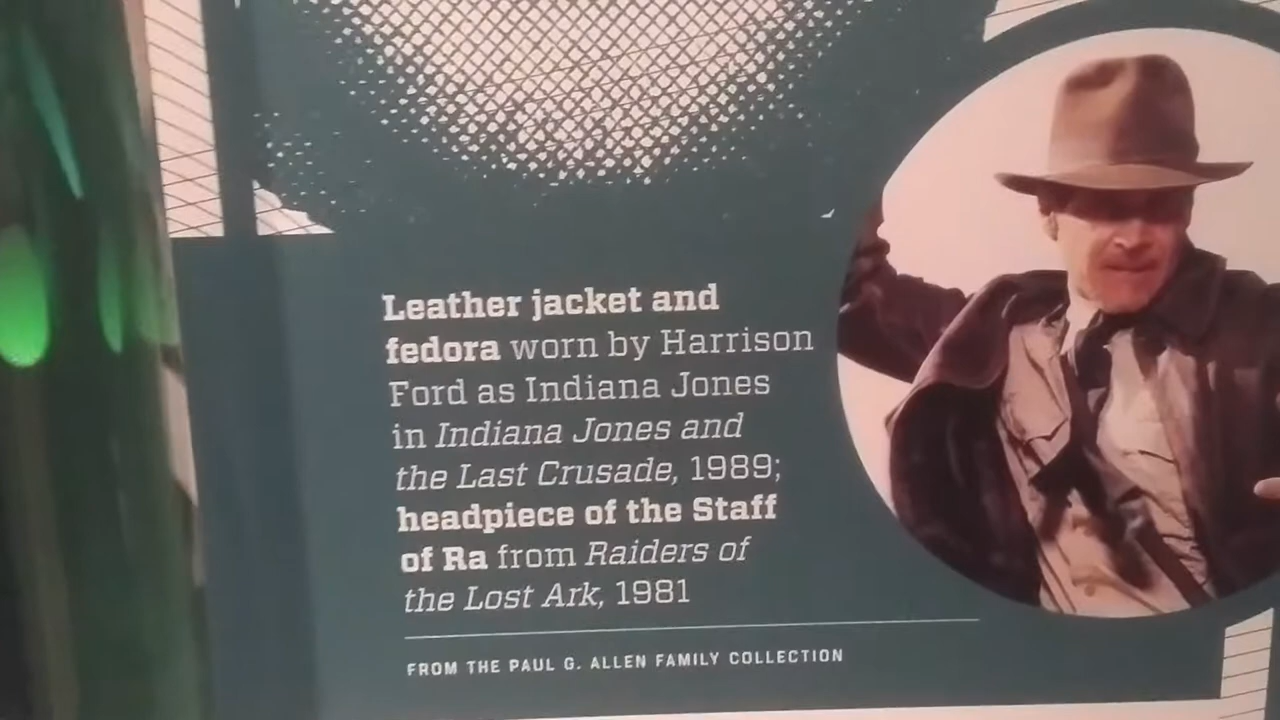 Leather jacket and
fedora worn by Harrison
Ford as Indiana Jones
in Indiana Jones and
the Last Crusade, 1989;
headpiece of the Staff
of Ra from Raiders of
the Lost Ark, 1981
FROM THE PAUL G. ALLEN FAMILY COLLECTION